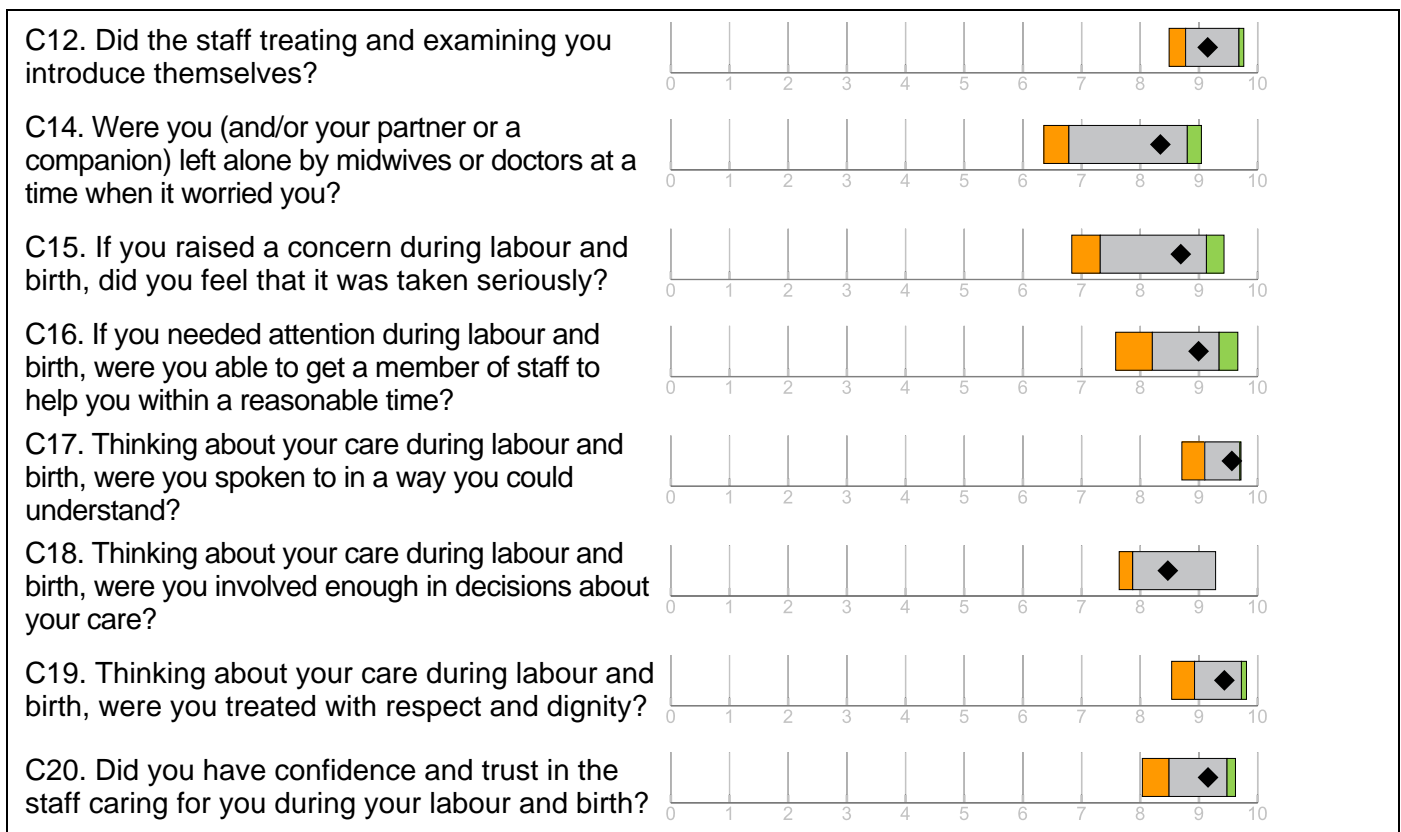 C12. Did the staff treating and examining you
introduce themselves?
0 1 2 3 4 5 6 7 8 9 10
C14. Were you (and/or your partner or a
companion) left alone by midwives or doctors at a
time when it worried you?
0 1 2 3 4 5 6 7 8 9 10
C15. If you raised a concern during labour and
birth, did you feel that it was taken seriously?
0 1 2 3 4 5 6 7 8 9 10
C16. If you needed attention during labour and
birth, were you able to get a member of staff to
help you within a reasonable time?
0 1 2 3 4 5 6 7 8 9 10
C17. Thinking about your care during labour and
birth, were you spoken to in a way you could
understand?
0 1 2 3 4 5 6 7 8 9 10
C18. Thinking about your care during labour and
birth, were you involved enough in decisions about
your care?
0 1 2 3 4 5 6 7 8 9 10
C19. Thinking about your care during labour and
birth, were you treated with respect and dignity?
0 1 2 3 4 5 6 7 8 9 10
C20. Did you have confidence and trust in the
staff caring for you during your labour and birth?
0 1 2 3 4 5 6 7 8 9 10